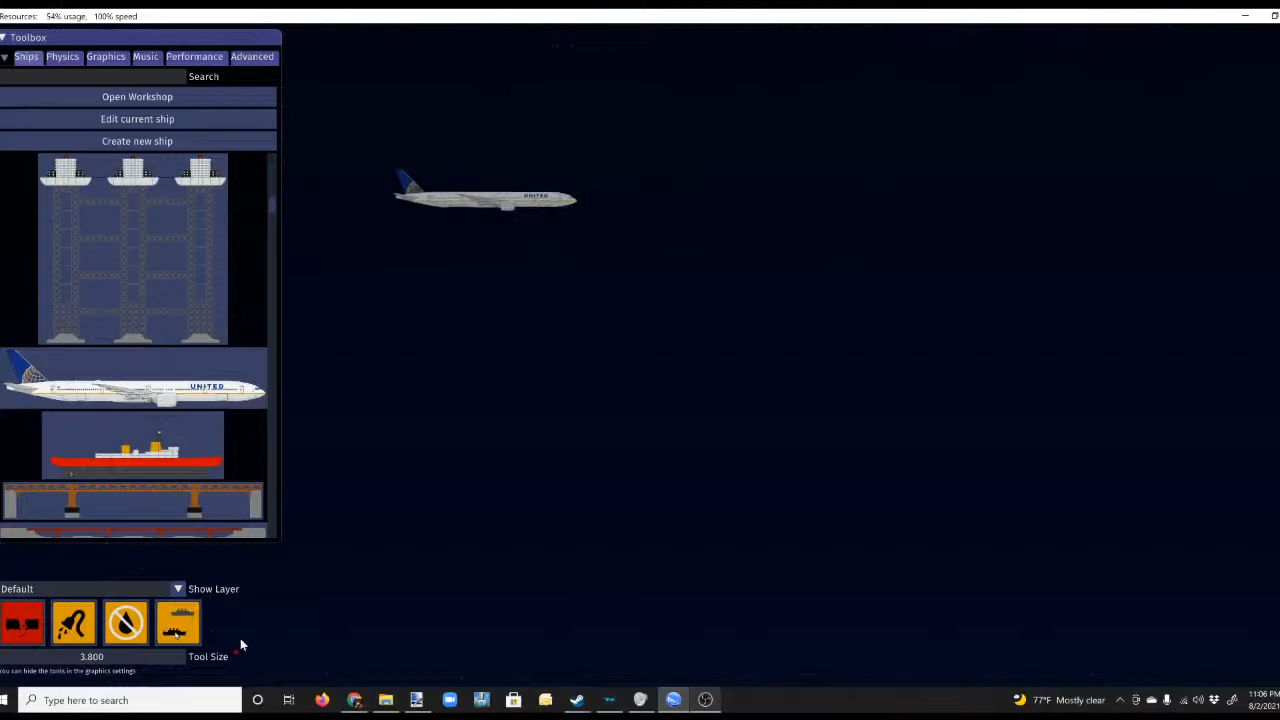 Resources: 54% usage, 100% speed
Toolbox
Ships Physics Graphics Music Performance Advanced
Search
Open Workshop
Edit current ship
Create new ship
UNITED
UNITED
Default
Show Layer
3.800
Tool Size
You can hide the tools in the graphics settings
Type here to search
77°F Mostly clear
11:06 PM
8/2/2021